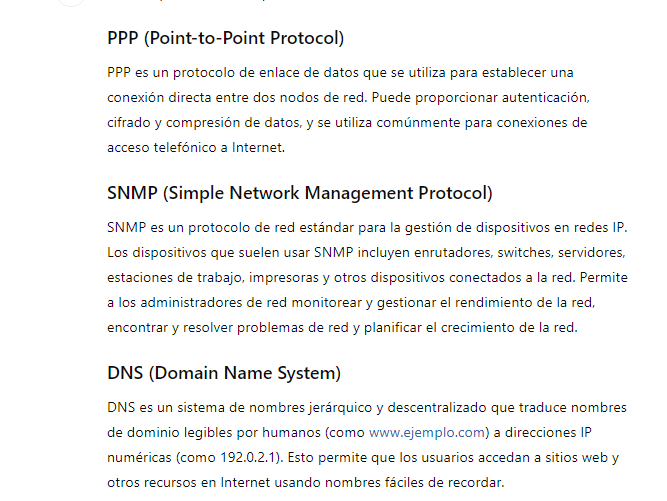 PPP (Point-to-Point Protocol)
PPP es un protocolo de enlace de datos que se utiliza para establecer una
conexión directa entre dos nodos de red. Puede proporcionar autenticación,
cifrado y compresión de datos, y se utiliza comúnmente para conexiones de
acceso telefónico a Internet.
SNMP (Simple Network Management Protocol)
SNMP es un protocolo de red estándar para la gestión de dispositivos en redes IP.
Los dispositivos que suelen usar SNMP incluyen enrutadores, switches, servidores,
estaciones de trabajo, impresoras y otros dispositivos conectados a la red. Permite
a los administradores de red monitorear y gestionar el rendimiento de la red,
encontrar y resolver problemas de red y planificar el crecimiento de la red.
DNS (Domain Name System)
DNS es un sistema de nombres jerárquico y descentralizado que traduce nombres
de dominio legibles por humanos (como www.ejemplo.com) a direcciones IP
numéricas (como 192.0.2.1). Esto permite que los usuarios accedan a sitios web y
otros recursos en Internet usando nombres fáciles de recordar.